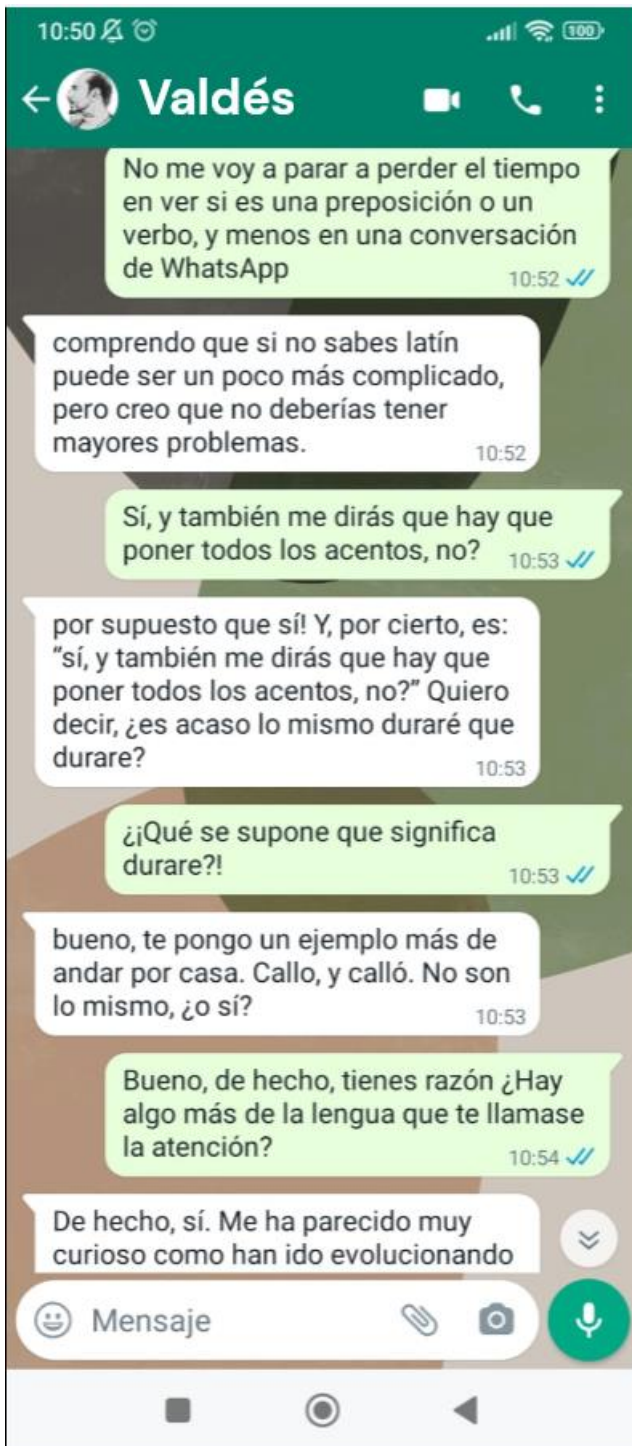 10:50
100
Valdés
No me voy a parar a perder el tiempo
en ver si es una preposición o un
verbo, y menos en una conversación
de WhatsApp
10:52
comprendo que si no sabes latín
puede ser un poco más complicado,
pero creo que no deberías tener
mayores problemas.
10:52
Sí, y también me dirás que hay que
poner todos los acentos, no?
10:53
por supuesto que sí! Y, por cierto, es:
“sí, y también me dirás que hay que
poner todos los acentos, no?” Quiero
decir, ¿es acaso lo mismo duraré que
durare?
10:53
¿¡Qué se supone que significa
durare?!
10:53
bueno, te pongo un ejemplo más de
andar por casa. Callo, y calló. No son
lo mismo, ¿o sí?
10:53
Bueno, de hecho, tienes razón ¿Hay
algo más de la lengua que te llamase
la atención?
10:54
De hecho, sí. Me ha parecido muy
curioso como han ido evolucionando
Mensaje